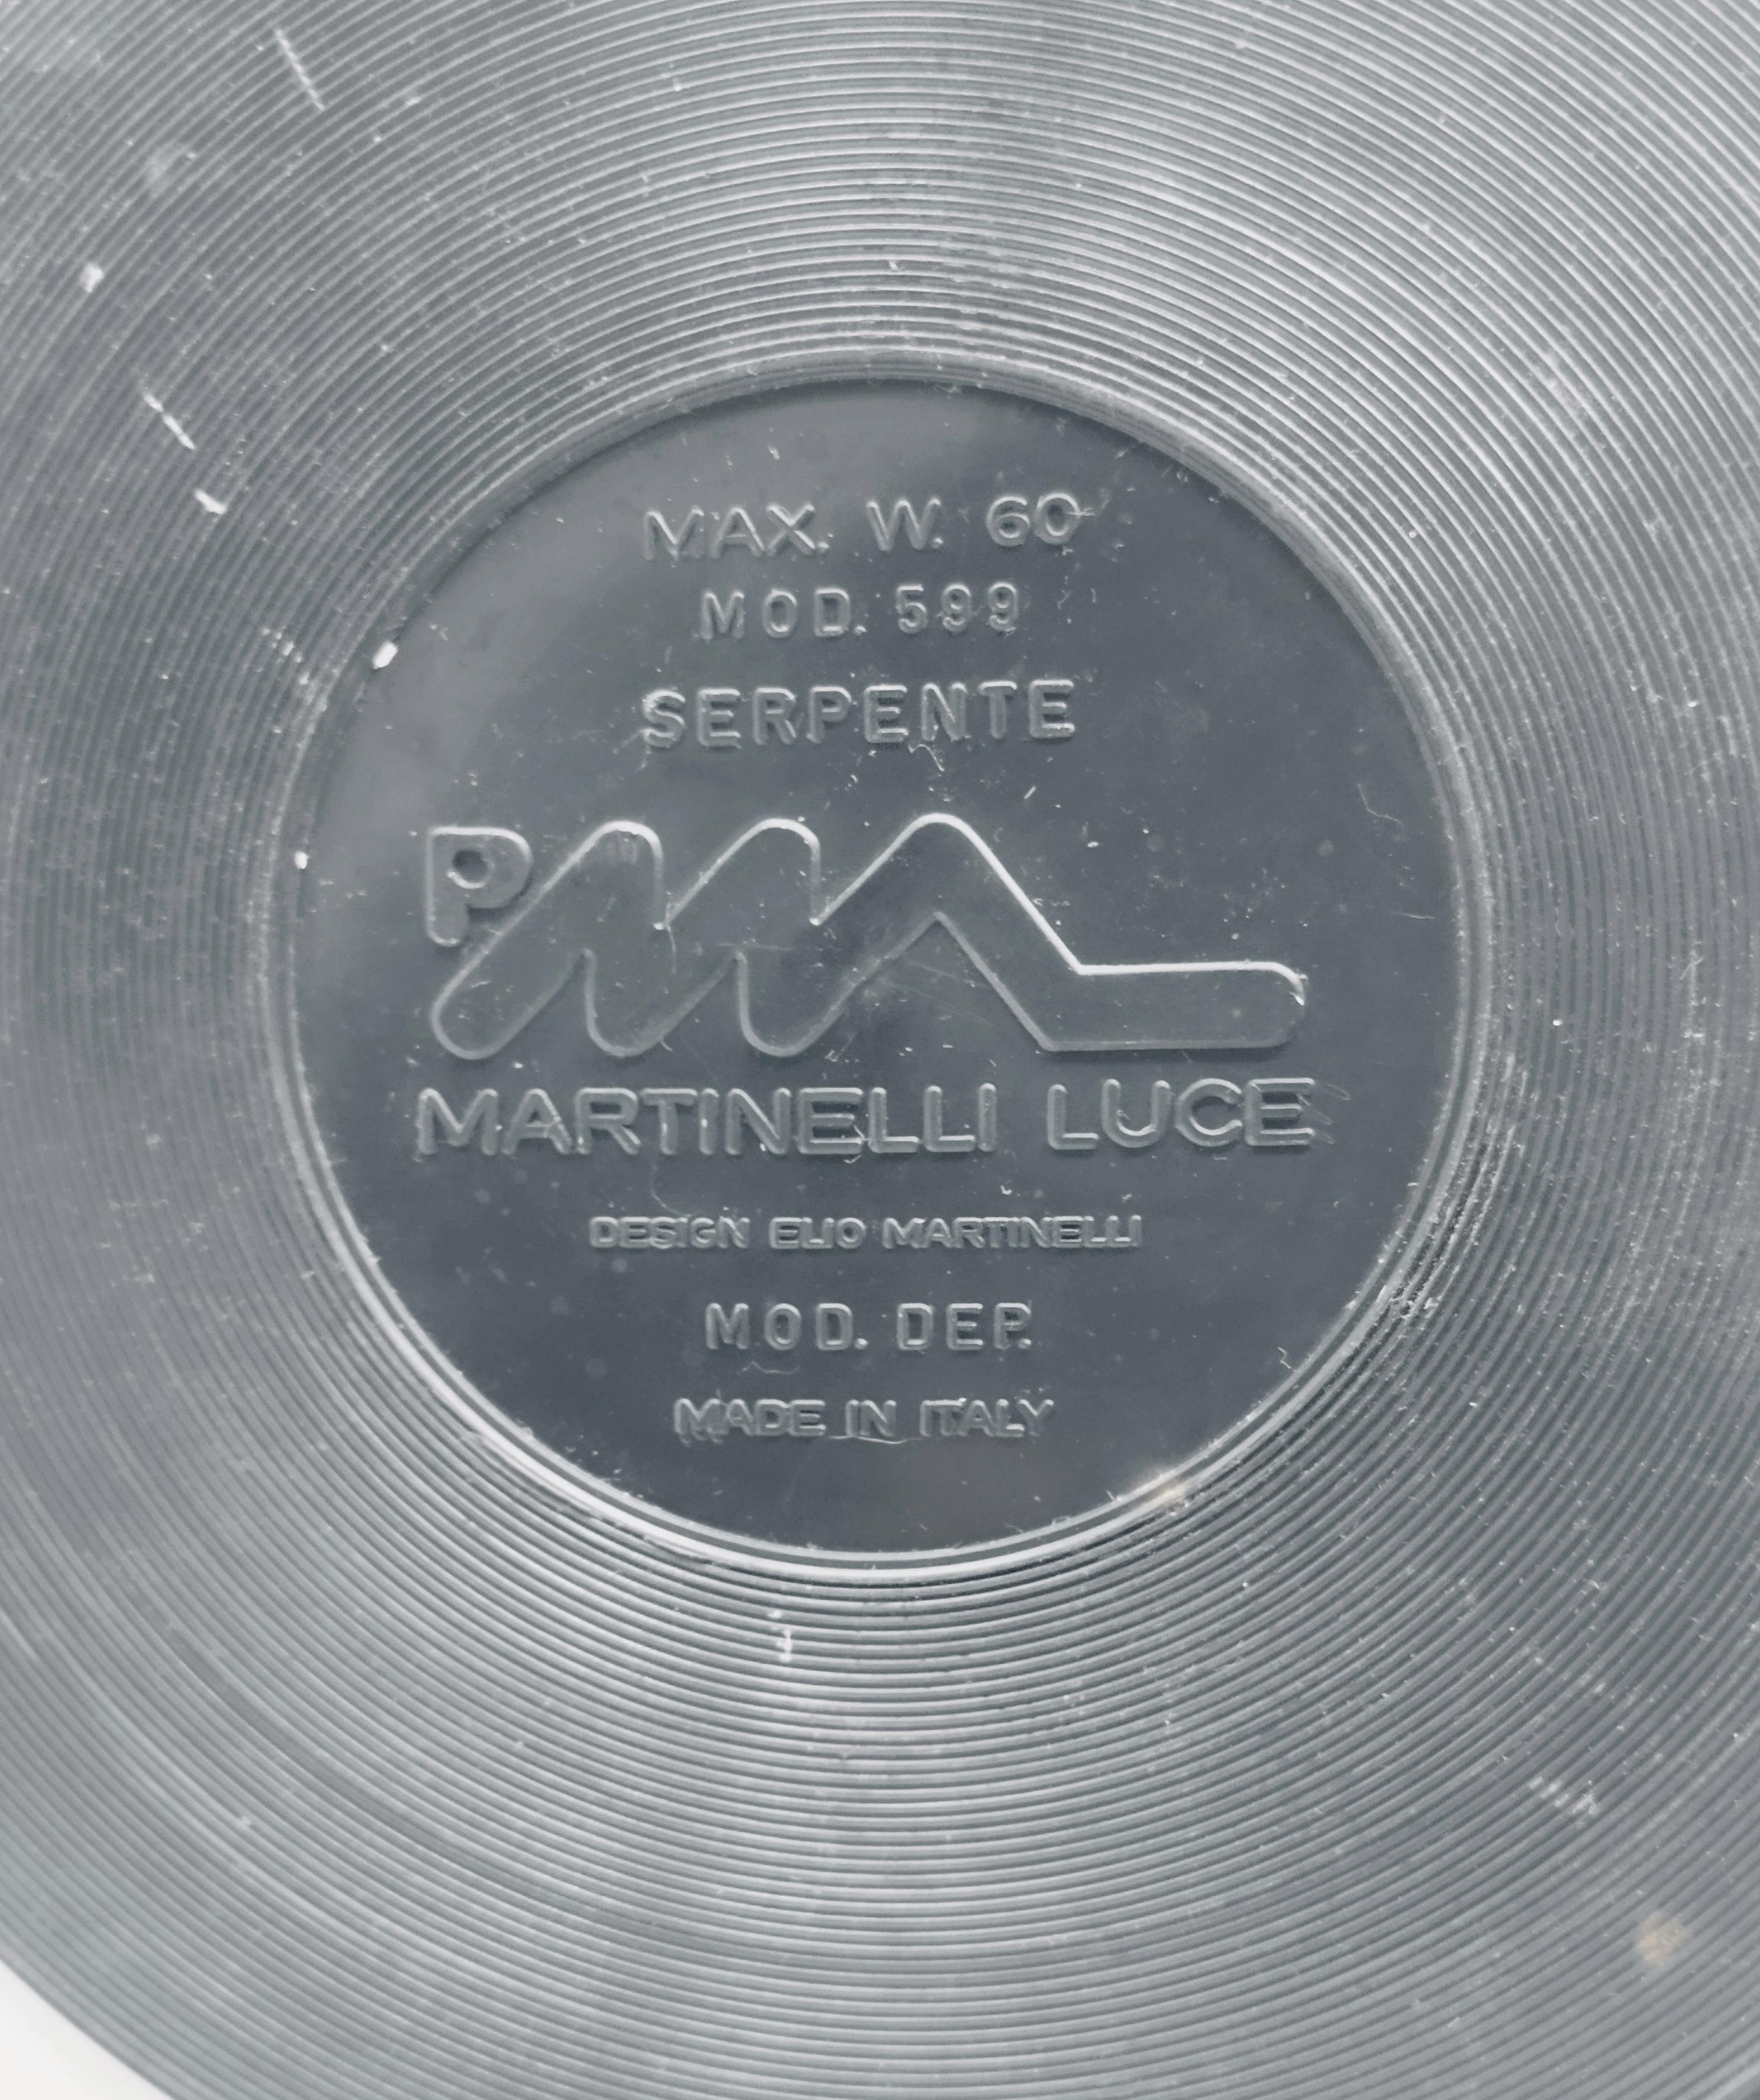 MAX. W. 60
MOD. 599
SERPENTE
P
MARTINELLI LUCE
DESIGN ELIO MARTINELLI
MOD. DEP.
MADE IN ITALY